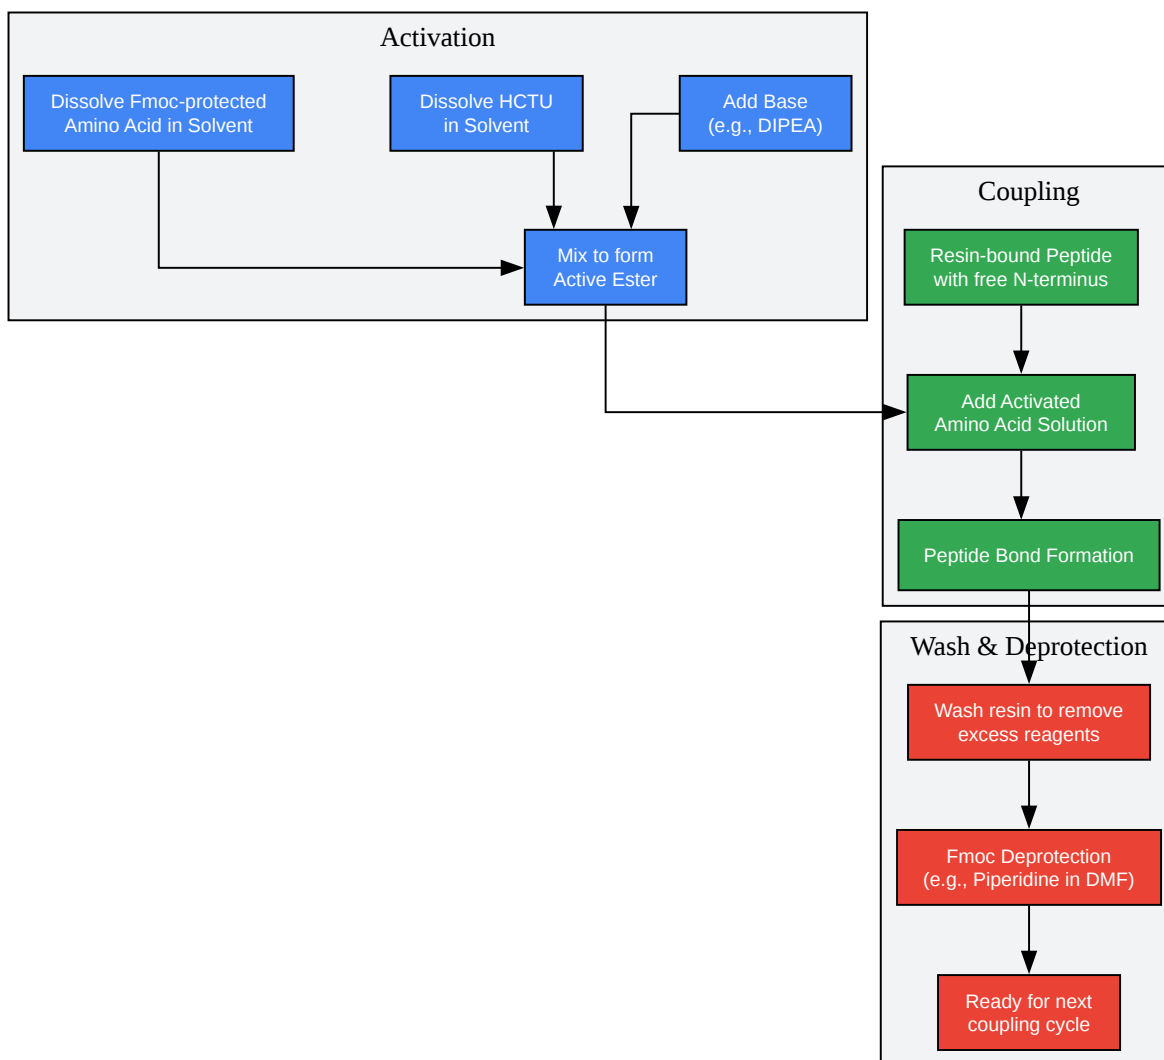 Activation
Dissolve Fmoc-protected
Amino Acid in Solvent
Dissolve HCTU
in Solvent
Add Base
(e.g., DIPEA)
Mix to form
Active Ester
Coupling
Resin-bound Peptide
with free N-terminus
Add Activated
Amino Acid Solution
Peptide Bond Formation
Wash & Deprotection
Wash resin to remove
excess reagents
Fmoc Deprotection
(e.g., Piperidine in DMF)
Ready for next
coupling cycle